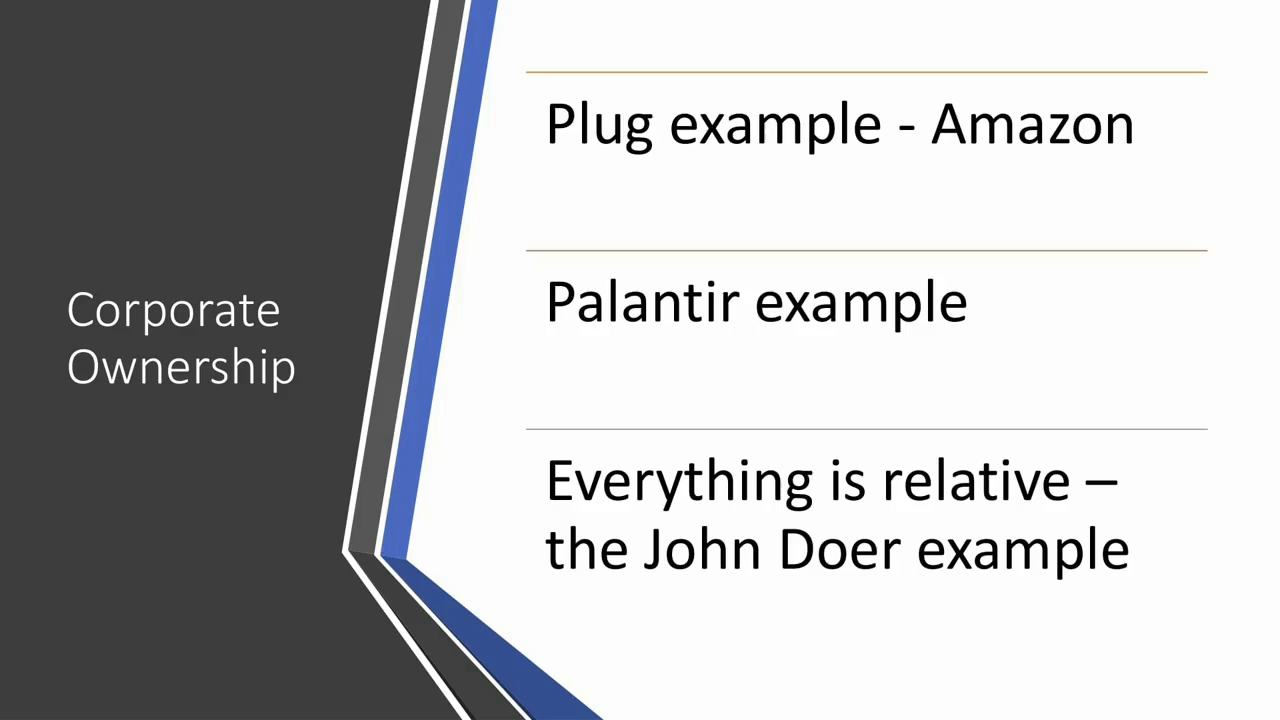 Corporate
Ownership
Plug example - Amazon
Palantir example
Everything is relative –
the John Doer example